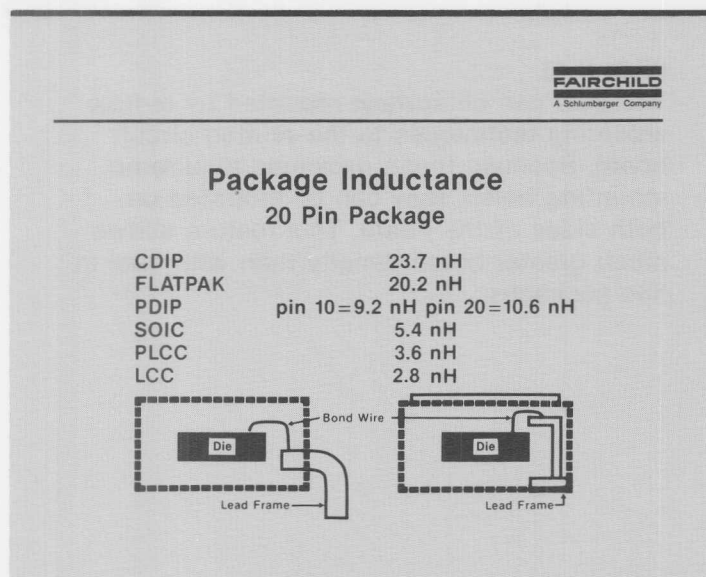 FAIRCHILD
A Schlumberger Company
Package Inductance
20 Pin Package
CDIP 23.7 nH
FLATPAK 20.2 nH
PDIP pin 10=9.2 nH pin 20=10.6 nH
SOIC 5.4 nH
PLCC 3.6 nH
LCC 2.8 nH
Bond Wire
Die
Die
Lead Frame
Lead Frame